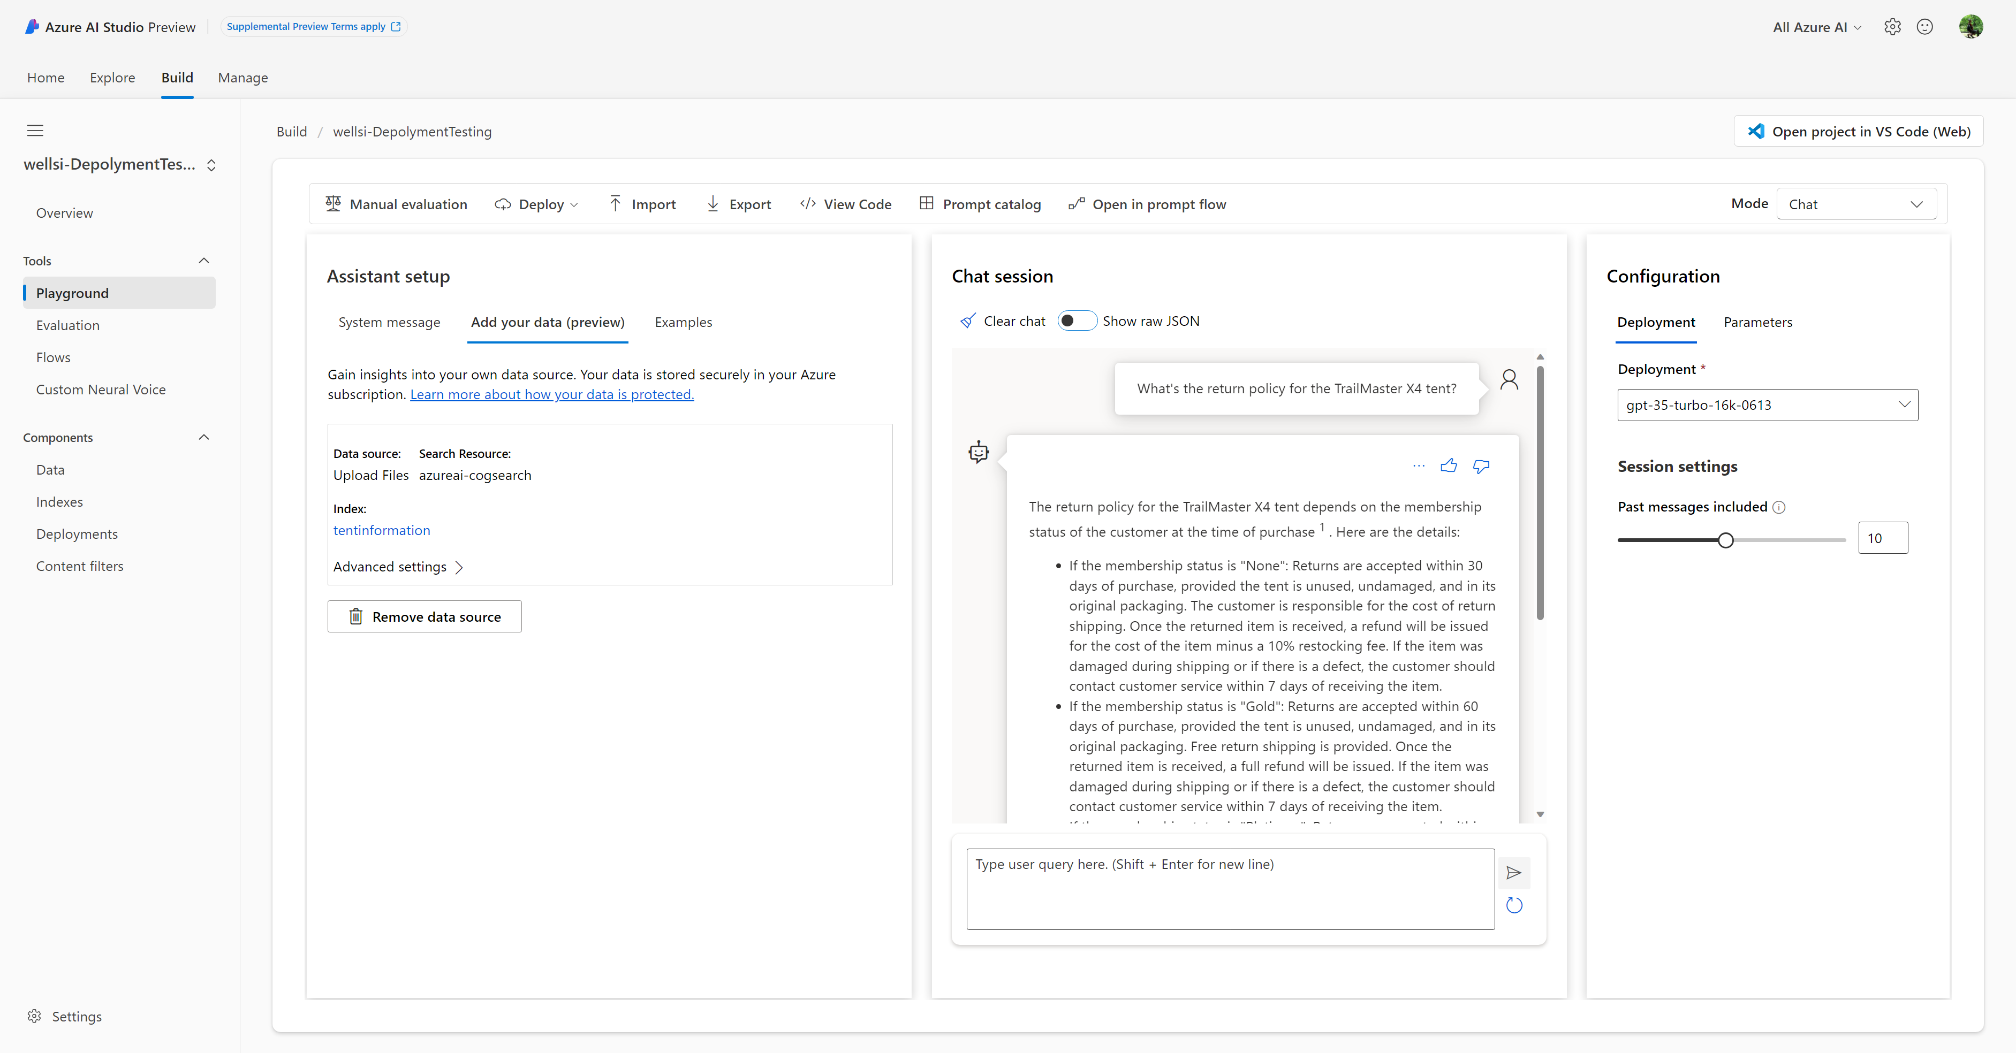 Azure AI Studio Preview
Supplemental Preview Terms apply
All Azure AI
Home
Explore
Build
Manage
wellsi-DepolymentTes...
Overview
Tools
Playground
Evaluation
Flows
Custom Neural Voice
Components
Data
Indexes
Deployments
Content filters
Settings
Build / wellsi-DepolymentTesting
Open project in VS Code (Web)
Manual evaluation
Deploy
Import
Export
View Code
Prompt catalog
Open in prompt flow
Mode
Chat
Assistant setup
System message
Add your data (preview)
Examples
Gain insights into your own data source. Your data is stored securely in your Azure
subscription. Learn more about how your data is protected.
Data source: Search Resource:
Upload Files azureai-cogsearch
Index:
tentinformation
Advanced settings
Remove data source
Chat session
Clear chat
Show raw JSON
What's the return policy for the TrailMaster X4 tent?
The return policy for the TrailMaster X4 tent depends on the membership
status of the customer at the time of purchase 1 . Here are the details:
• If the membership status is "None": Returns are accepted within 30
days of purchase, provided the tent is unused, undamaged, and in its
original packaging. The customer is responsible for the cost of return
shipping. Once the returned item is received, a refund will be issued
for the cost of the item minus a 10% restocking fee. If the item was
damaged during shipping or if there is a defect, the customer should
contact customer service within 7 days of receiving the item.
• If the membership status is "Gold": Returns are accepted within 60
days of purchase, provided the tent is unused, undamaged, and in its
original packaging. Free return shipping is provided. Once the
returned item is received, a full refund will be issued. If the item was
damaged during shipping or if there is a defect, the customer should
contact customer service within 7 days of receiving the item.
Type user query here. (Shift + Enter for new line)
Configuration
Deployment
Parameters
Deployment *
gpt-35-turbo-16k-0613
Session settings
Past messages included
10